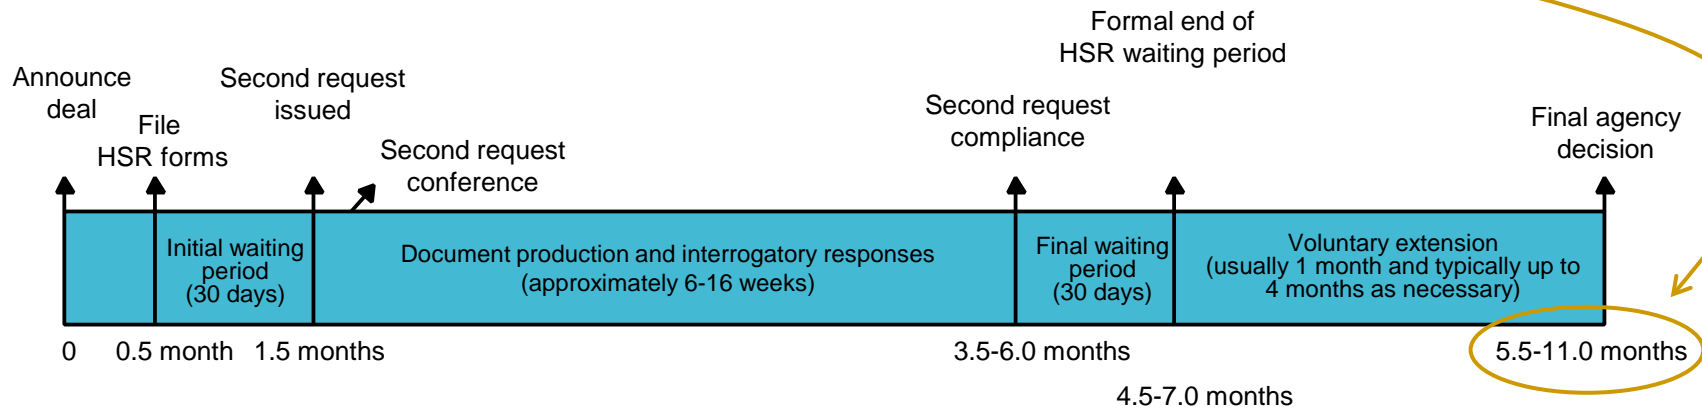 Announce
deal
File
HSR forms
Second request
issued
Second request
conference
Second request
compliance
Formal end of
HSR waiting period
Final agency
decision
Initial waiting
period
(30 days)
Document production and interrogatory responses
(approximately 6-16 weeks)
Final waiting
period
(30 days)
Voluntary extension
(usually 1 month and typically up to
4 months as necessary)
0
0.5 month
1.5 months
3.5-6.0 months
4.5-7.0 months
5.5-11.0 months